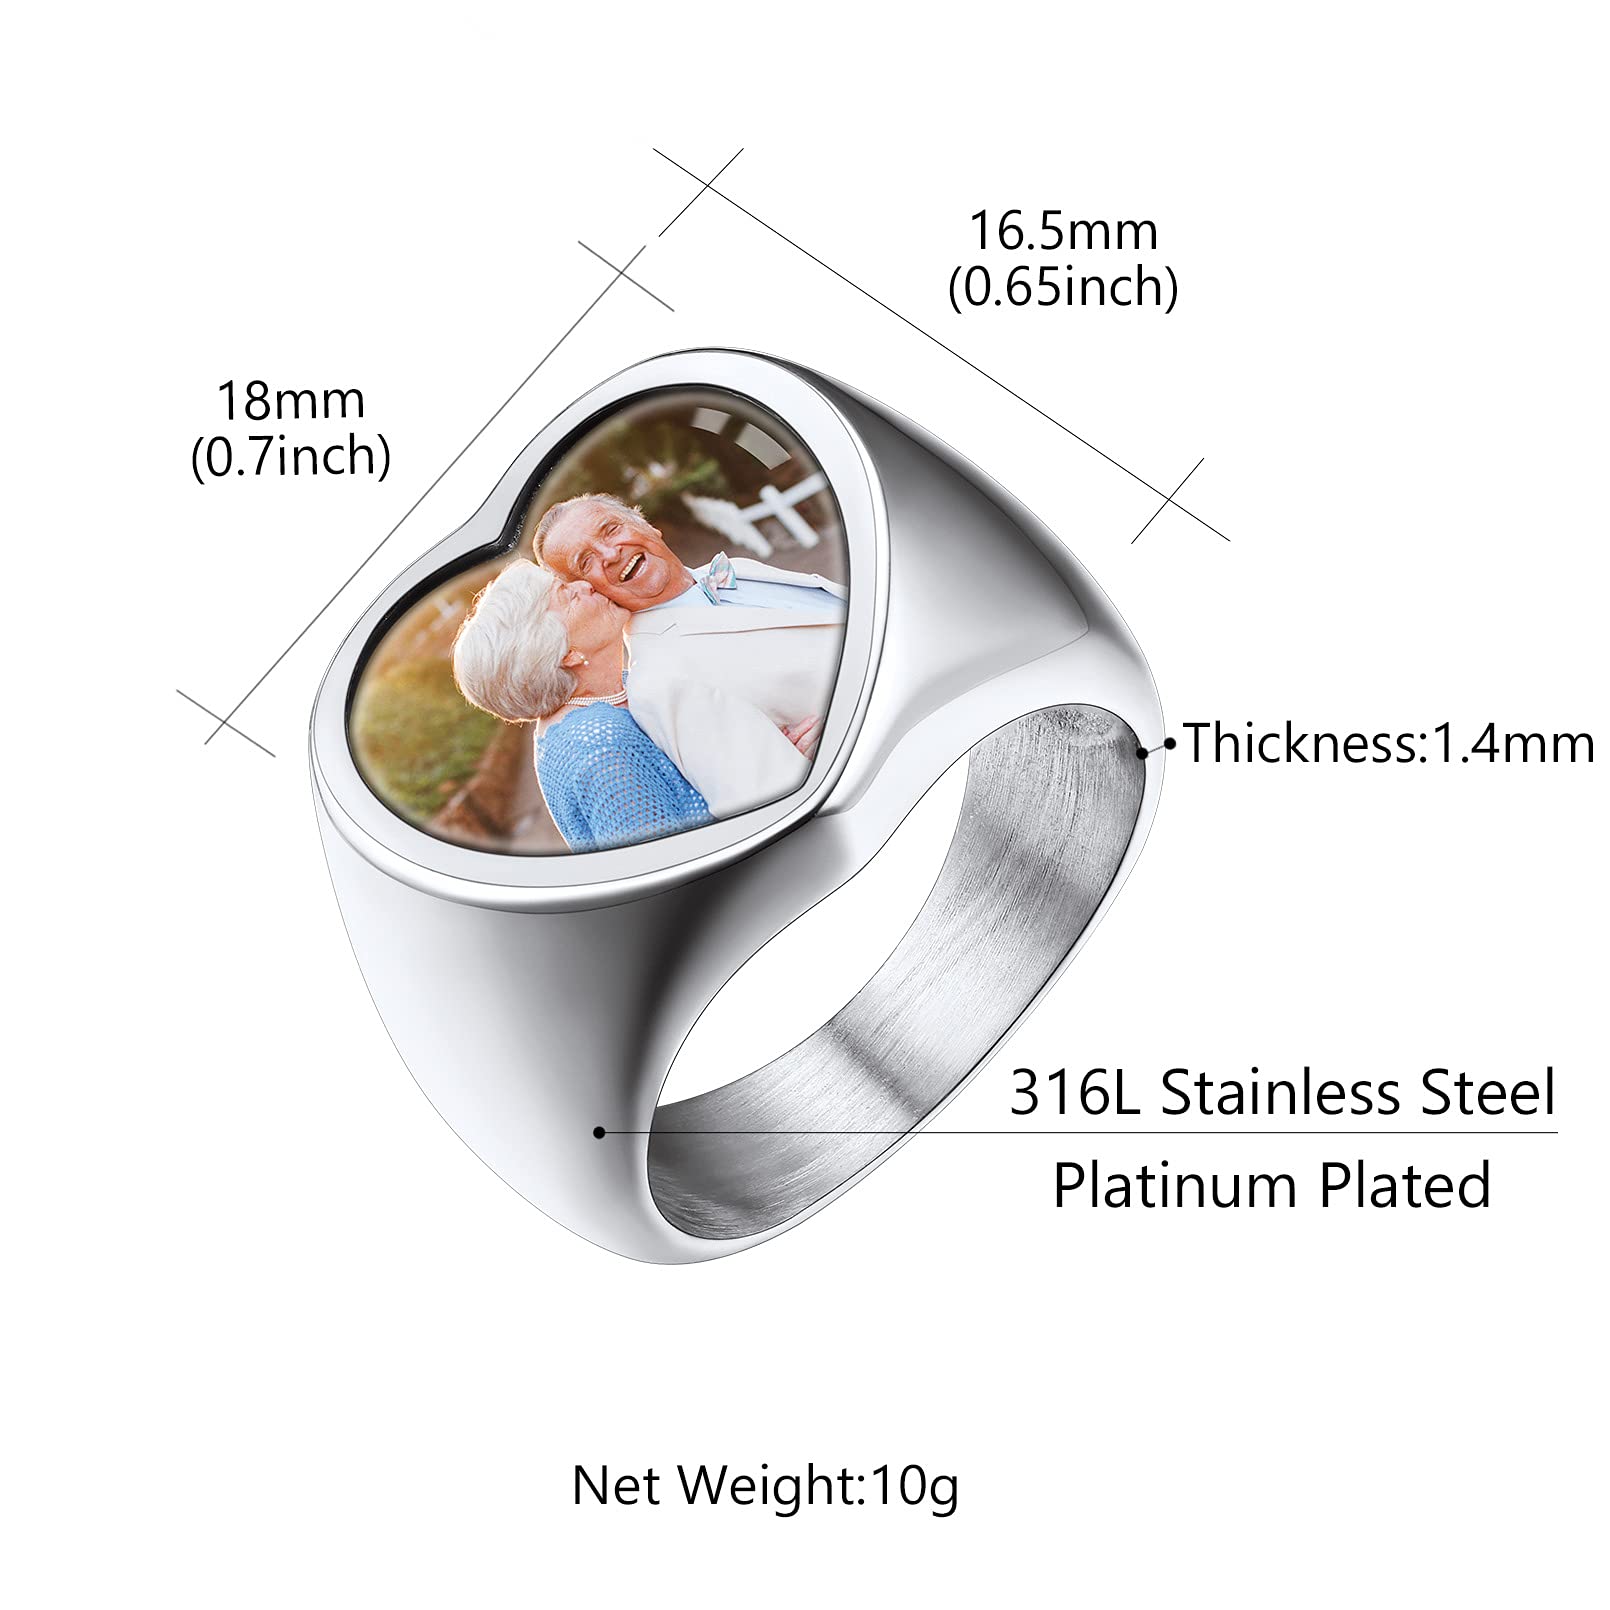 16.5mm
(0.65inch)
18mm
(0.7inch)
Thickness:1.4mm
316L Stainless Steel
Platinum Plated
Net Weight:10g